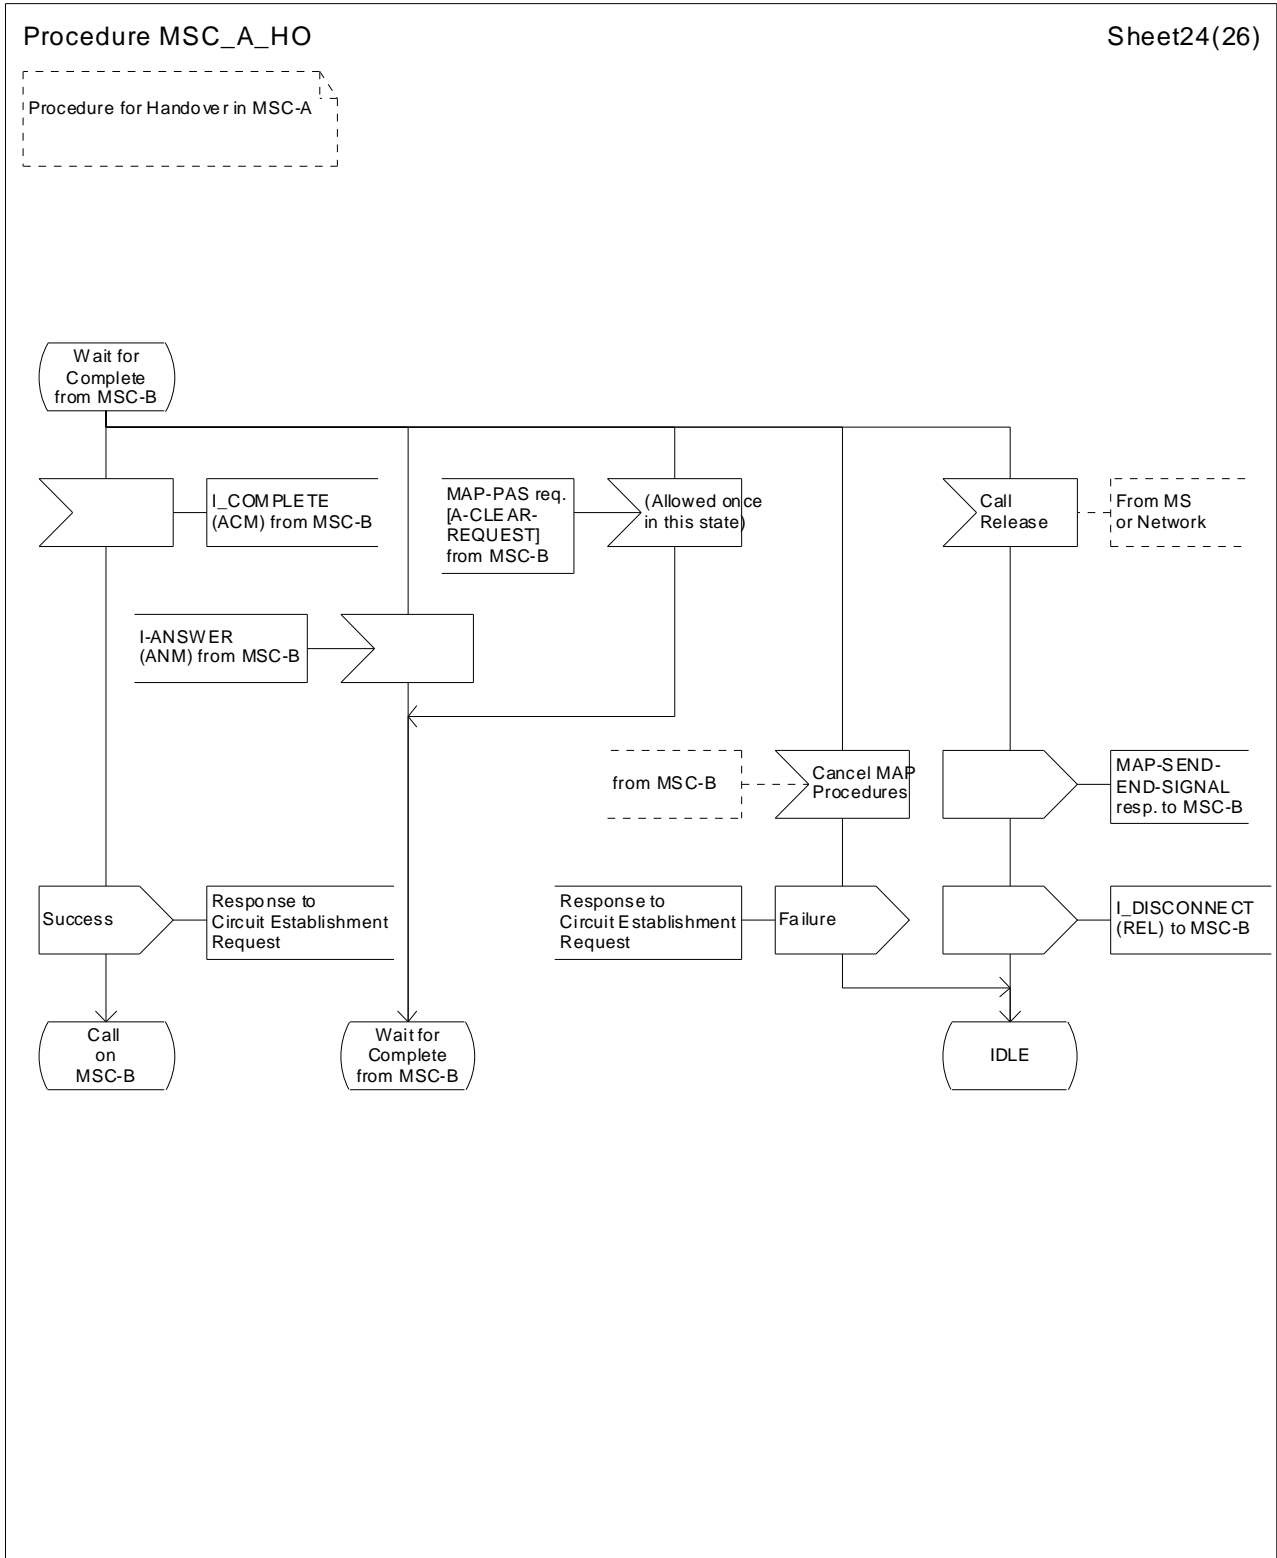 Procedure MSC_A_HO
Sheet24(26)
Procedure for Handover in MSC-A
Wait for
Complete
from MSC-B
I_COMPLETE
(ACM) from MSC-B
MAP-PAS req.
[A-CLEAR-
REQUEST]
from MSC-B
(Allowed once
in this state)
Call
Release
From MS
or Network
I-ANSWER
(ANM) from MSC-B
from MSC-B
Cancel MAP
Procedures
MAP-SEND-
END-SIGNAL
resp. to MSC-B
Success
Response to
Circuit Establishment
Request
Response to
Circuit Establishment
Request
Failure
I_DISCONNECT
(REL) to MSC-B
Call
on
MSC-B
Wait for
Complete
from MSC-B
IDLE